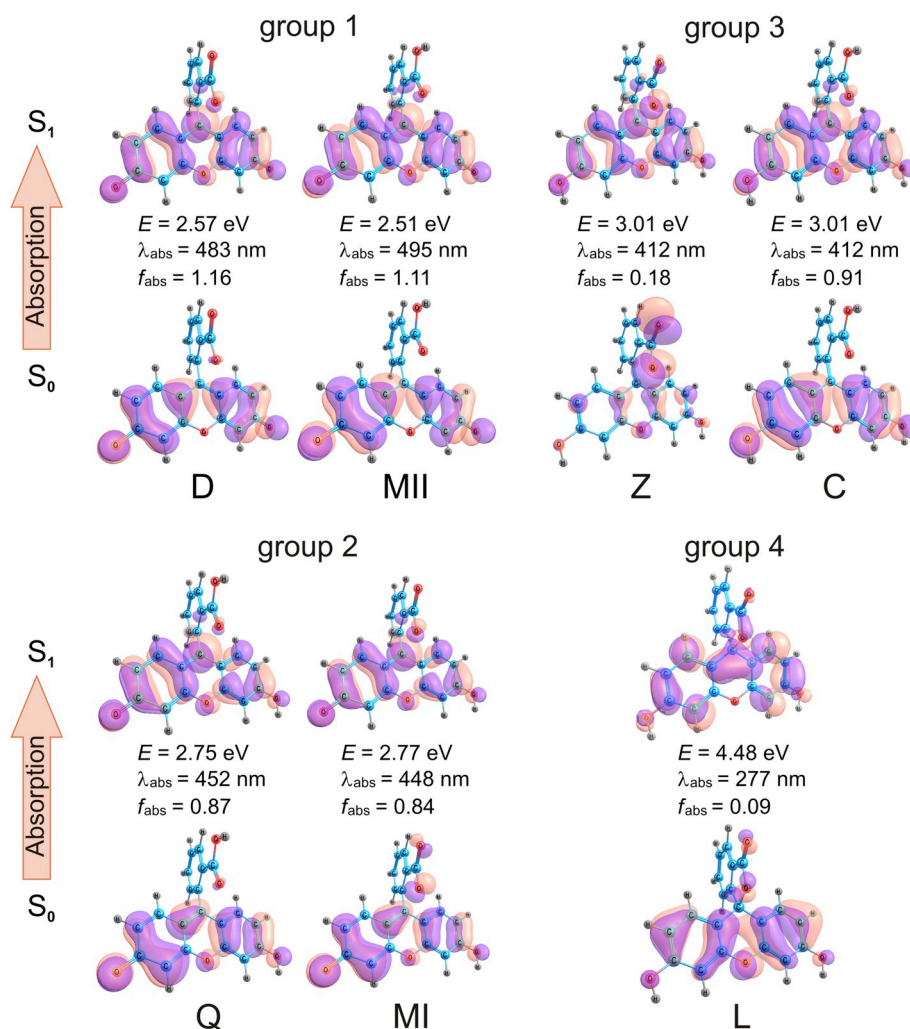 group 1
group 3
S₁
Absorption
S₀
E = 2.57 eV
λabs = 483 nm
fabs = 1.16
E = 2.51 eV
λabs = 495 nm
fabs = 1.11
E = 3.01 eV
λabs = 412 nm
fabs = 0.18
E = 3.01 eV
λabs = 412 nm
fabs = 0.91
D
MII
Z
C
group 2
group 4
S₁
Absorption
S₀
E = 2.75 eV
λabs = 452 nm
fabs = 0.87
E = 2.77 eV
λabs = 448 nm
fabs = 0.84
E = 4.48 eV
λabs = 277 nm
fabs = 0.09
Q
MI
L